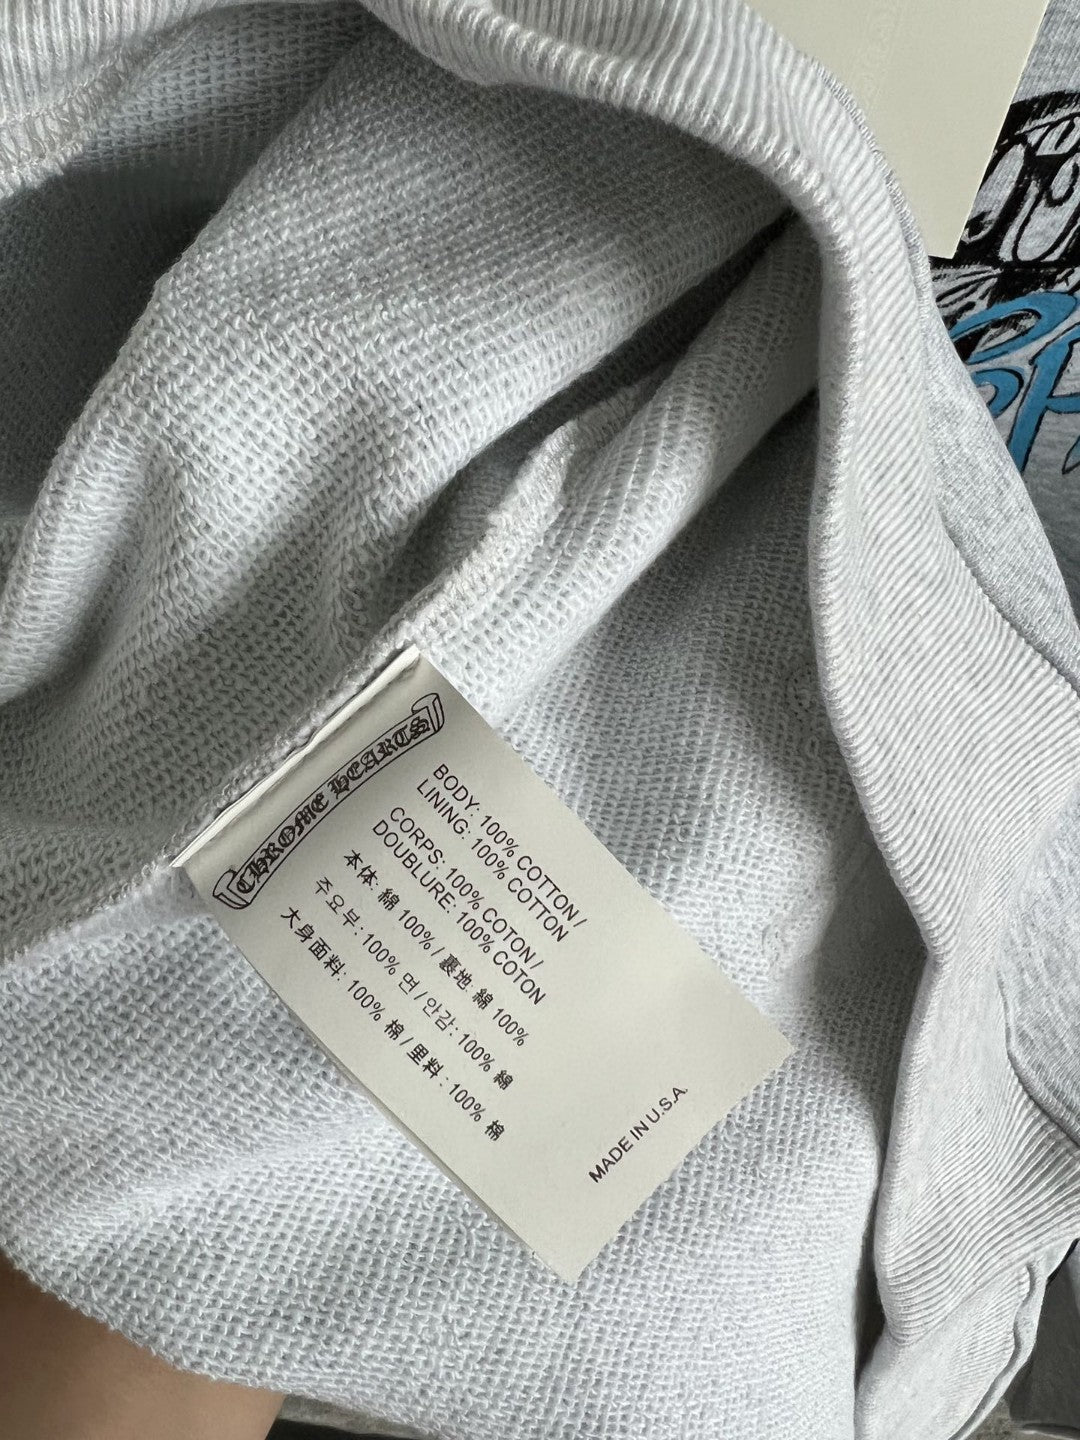 CHROME HEARTS
BODY: 100% COTTON /
LINING: 100% COTTON
CORPS: 100% COTON /
DOUBLURE: 100% COTON
本体: 綿 100% / 裏地: 綿 100%
주요부 : 100% 면 / 안감 : 100% 綿
大身面料: 100% 棉 / 里料 : 100% 棉
MADE IN U.S.A.